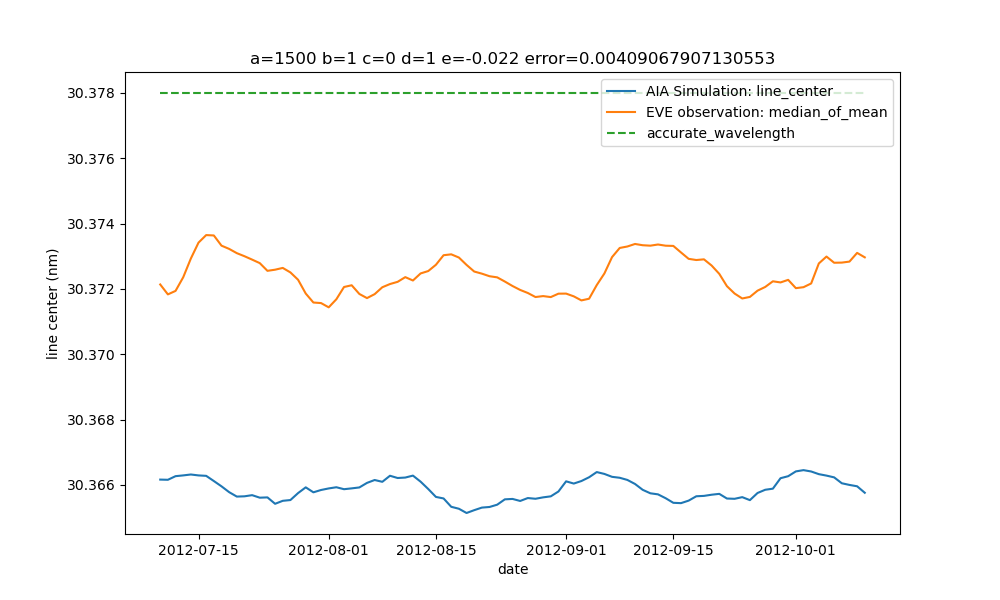 a=1500 b=1 c=0 d=1 e=-0.022 error=0.00409067907130553
AIA Simulation: line_center
EVE observation: median_of_mean
accurate_wavelength
30.378
30.376
30.374
30.372
30.370
30.368
30.366
line center (nm)
2012-07-15 2012-08-01 2012-08-15 2012-09-01 2012-09-15 2012-10-01
date